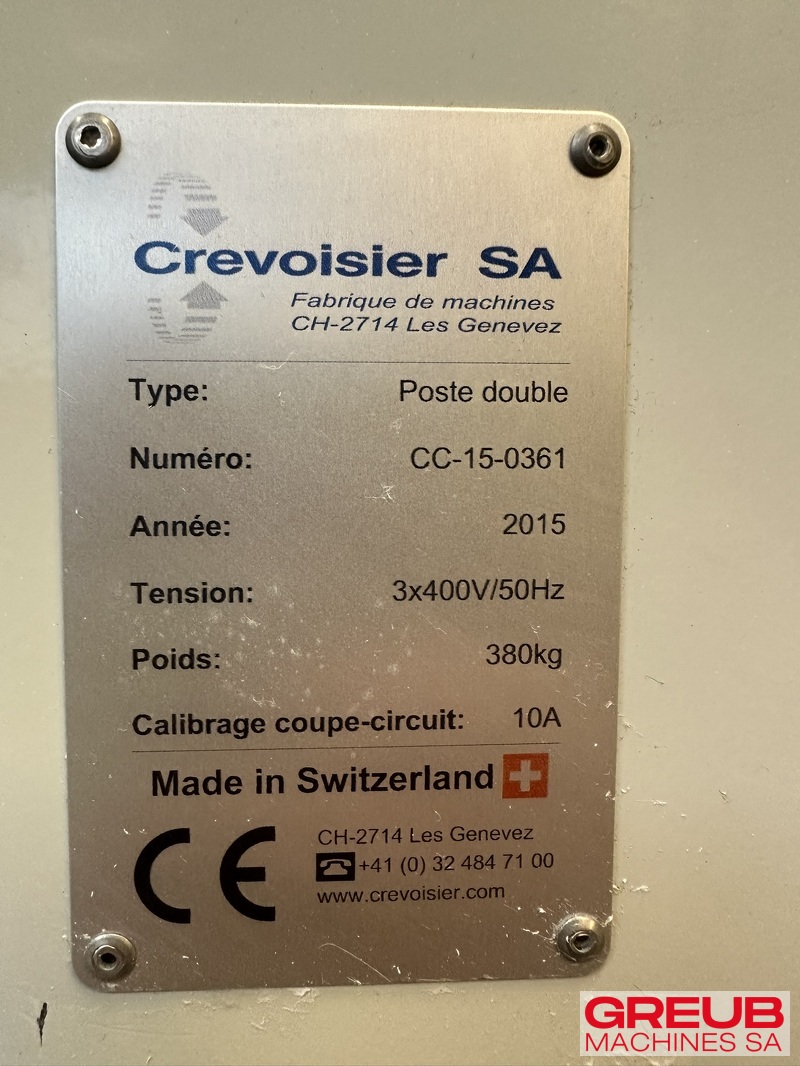 Crevoisier SA
Fabrique de machines
CH-2714 Les Genevez
Type: Poste double
Numéro: CC-15-0361
Année: 2015
Tension: 3x400V/50Hz
Poids: 380kg
Calibrage coupe-circuit: 10A
Made in Switzerland
CE
CH-2714 Les Genevez
+41 (0) 32 484 71 00
www.crevoisier.com
GREUB
MACHINES SA